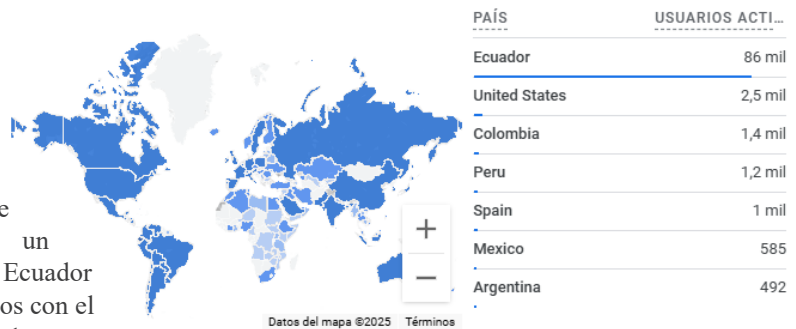 PAÍS USUARIOS ACTI...
Ecuador 86 mil
United States 2,5 mil
Colombia 1,4 mil
Peru 1,2 mil
Spain 1 mil
Mexico 585
Argentina 492
e
un
Ecuador
os con el
+
−
Datos del mapa ©2025 Términos